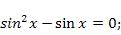 sin²x − sin x = 0;